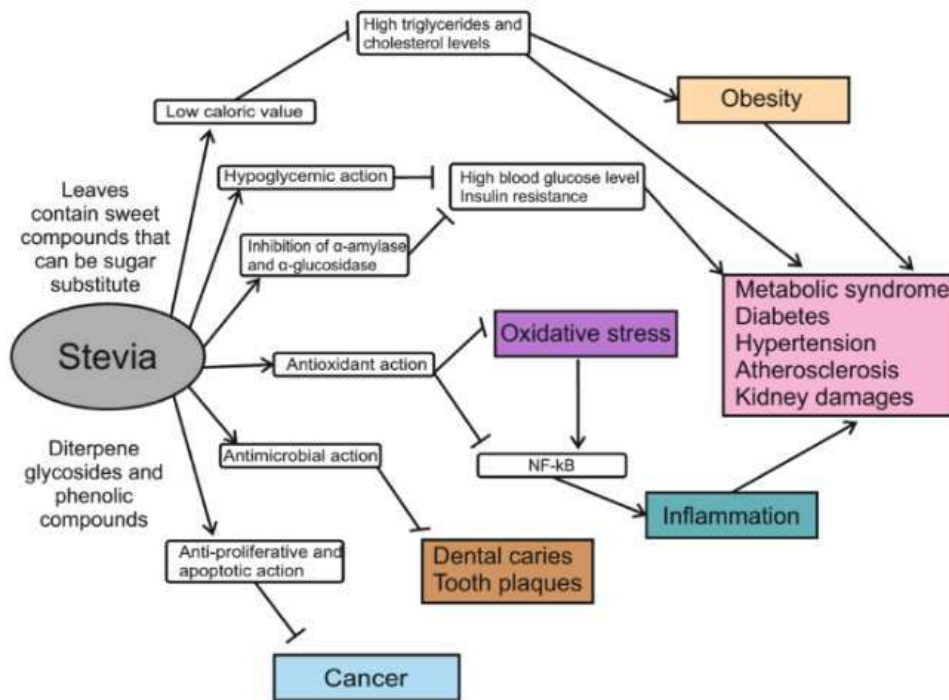 High triglycerides and
cholesterol levels
Obesity
Low caloric value
Hypoglycemic action
High blood glucose level
Insulin resistance
Leaves
contain sweet
compounds that
can be sugar
substitute
Inhibition of α-amylase
and α-glucosidase
Metabolic syndrome
Diabetes
Hypertension
Atherosclerosis
Kidney damages
Stevia
Oxidative stress
Antioxidant action
Diterpene
glycosides and
phenolic
compounds
Antimicrobial action
NF-kB
Inflammation
Anti-proliferative and
apoptotic action
Dental caries
Tooth plaques
Cancer